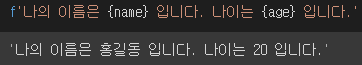 f'나의 이름은 {name} 입니다. 나이는 {age} 입니다.'
'나의 이름은 홍길동 입니다. 나이는 20 입니다.'